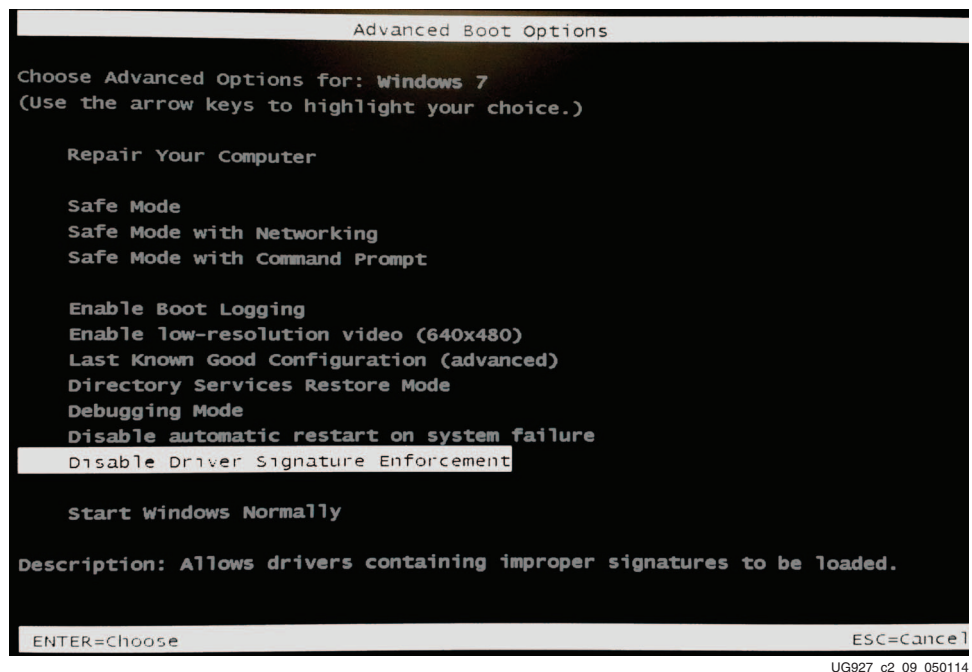 Advanced Boot Options
Choose Advanced Options for: Windows 7
(Use the arrow keys to highlight your choice.)
Repair Your Computer
Safe Mode
Safe Mode with Networking
Safe Mode with Command Prompt
Enable Boot Logging
Enable low-resolution video (640x480)
Last Known Good Configuration (advanced)
Directory Services Restore Mode
Debugging Mode
Disable automatic restart on system failure
Disable Driver Signature Enforcement
Start Windows Normally
Description: Allows drivers containing improper signatures to be loaded.
ENTER=Choose ESC=Cancel
UG927_c2_09_050114